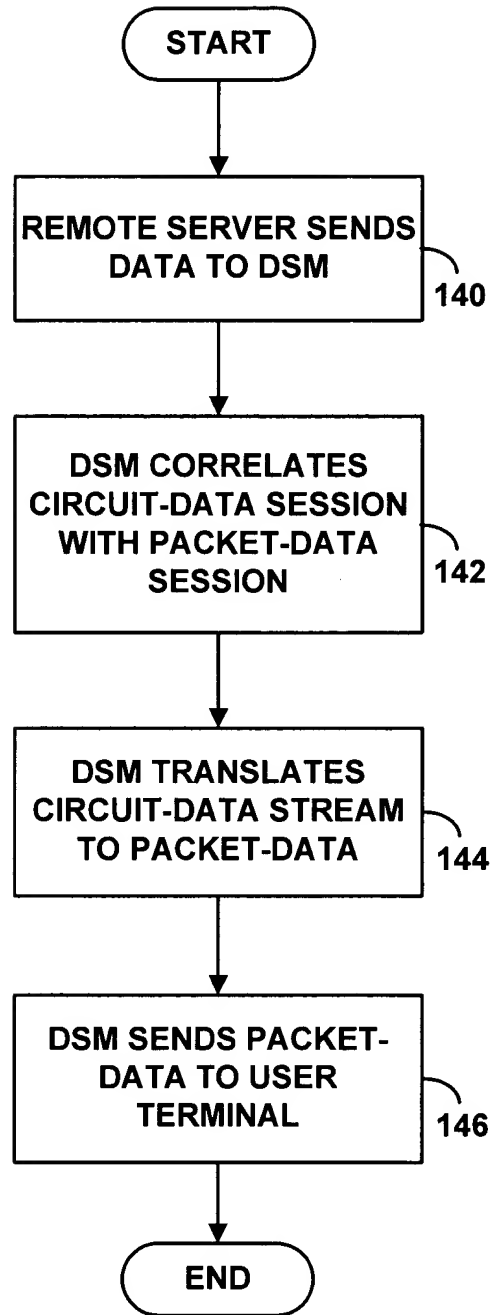 START
REMOTE SERVER SENDS
DATA TO DSM
140
DSM CORRELATES
CIRCUIT-DATA SESSION
WITH PACKET-DATA
SESSION
142
DSM TRANSLATES
CIRCUIT-DATA STREAM
TO PACKET-DATA
144
DSM SENDS PACKET-
DATA TO USER
TERMINAL
146
END